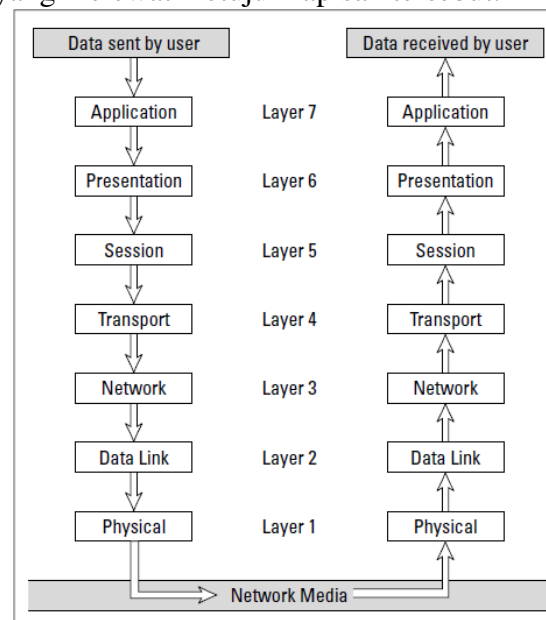 Data sent by user Data received by user
Application Layer 7 Application
Presentation Layer 6 Presentation
Session Layer 5 Session
Transport Layer 4 Transport
Network Layer 3 Network
Data Link Layer 2 Data Link
Physical Layer 1 Physical
Network Media